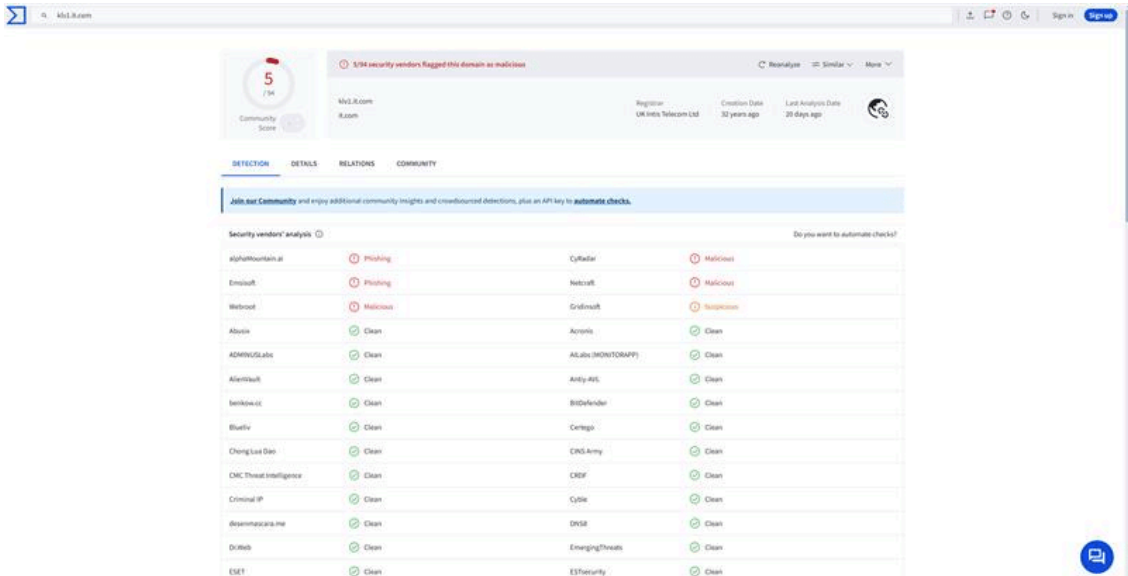 klv1.it.com
Sign in
Sign up
5
/ 94
Community
Score
5/94 security vendors flagged this domain as malicious
Reanalyze
Similar
More
klv1.it.com
it.com
Registrar
UK Intis Telecom Ltd
Creation Date
32 years ago
Last Analysis Date
20 days ago
DETECTION DETAILS RELATIONS COMMUNITY
Join our Community and enjoy additional community insights and crowdsourced detections, plus an API key to automate checks.
Security vendors' analysis
Do you want to automate checks?
alphaMountain.ai Phishing CyRadar Malicious
Emsisoft Phishing Netcraft Malicious
Webroot Malicious Gridinsoft Suspicious
Abusix Clean Acronis Clean
ADMINUSLabs Clean AILabs (MONITORAPP) Clean
AlienVault Clean Antiy-AVL Clean
benkow.cc Clean BitDefender Clean
Blueliv Clean Certego Clean
Chong Lua Dao Clean CINS Army Clean
CMC Threat Intelligence Clean CRDF Clean
Criminal IP Clean Cyble Clean
desenmascara.me Clean DNS8 Clean
Dr.Web Clean EmergingThreats Clean
ESET Clean ESTsecurity Clean